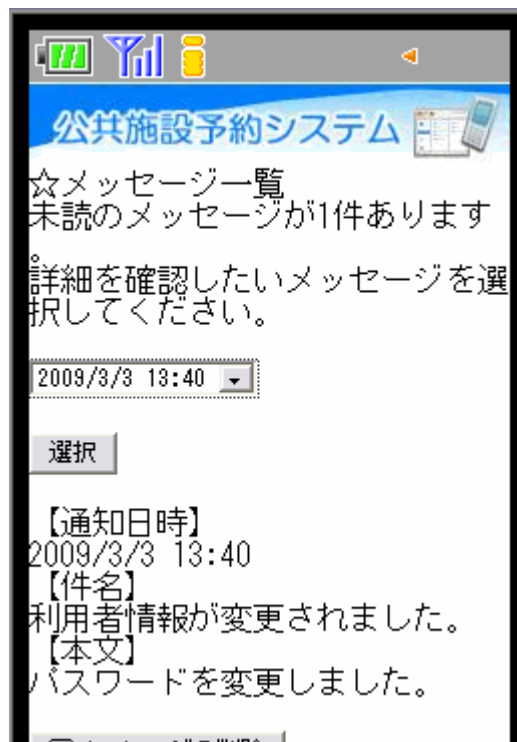 公共施設予約システム
☆メッセージ一覧
未読のメッセージが1件あります
。
詳細を確認したいメッセージを選
択してください。
2009/3/3 13:40
選択
【通知日時】
2009/3/3 13:40
【件名】
利用者情報が変更されました。
【本文】
パスワードを変更しました。